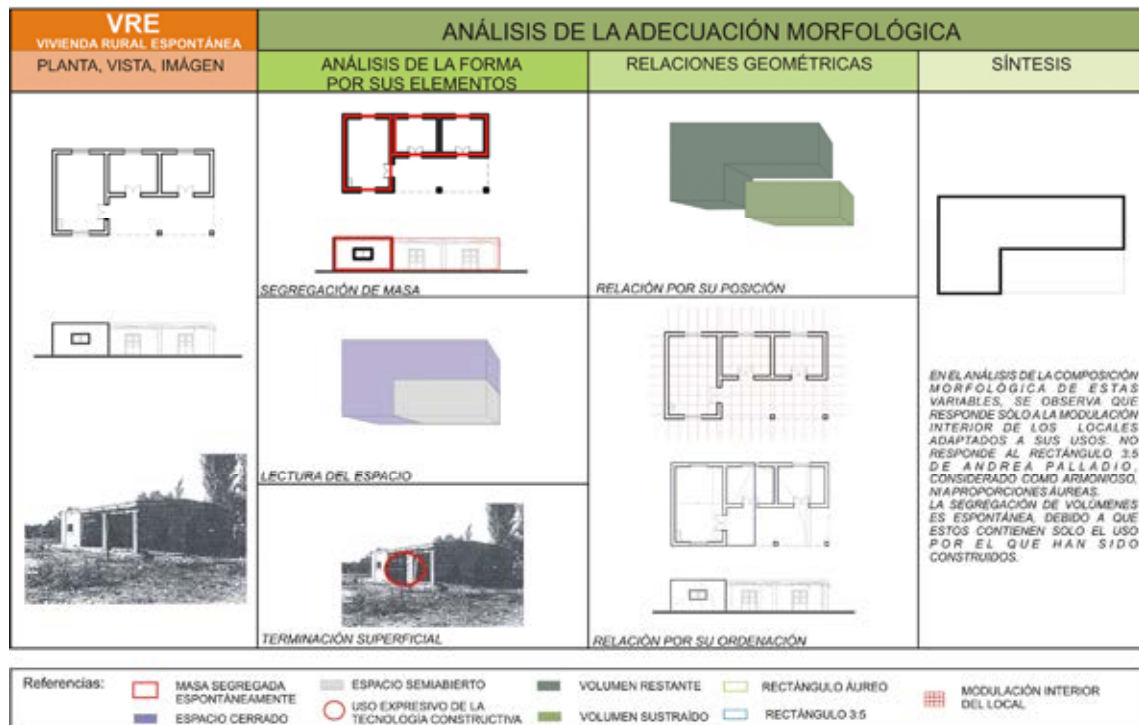 VRE
VIVIENDA RURAL ESPONTÁNEA
ANÁLISIS DE LA ADECUACIÓN MORFOLÓGICA
PLANTA, VISTA, IMÁGEN
ANÁLISIS DE LA FORMA
POR SUS ELEMENTOS
RELACIONES GEOMÉTRICAS
SÍNTESIS
SEGREGACIÓN DE MASA
RELACIÓN POR SU POSICIÓN
LECTURA DEL ESPACIO
TERMINACIÓN SUPERFICIAL
RELACIÓN POR SU ORDENACIÓN
EN EL ANÁLISIS DE LA COMPOSICIÓN
MORFOLÓGICA DE ESTAS
VARIABLES, SE OBSERVA QUE
RESPONDE SÓLO A LA MODULACIÓN
INTERIOR DE LOS LOCALES
ADAPTADOS A SUS USOS. NO
RESPONDE AL RECTÁNGULO 3:5
DE ANDREA PALLADIO,
CONSIDERADO COMO ARMONIOSO,
NI A PROPORCIONES ÁUREAS.
LA SEGREGACIÓN DE VOLÚMENES
ES ESPONTÁNEA, DEBIDO A QUE
ESTOS CONTIENEN SOLO EL USO
POR EL QUE HAN SIDO
CONSTRUIDOS.
Referencias:
MASA SEGREGADA
ESPONTÁNEAMENTE
ESPACIO CERRADO
ESPACIO SEMIABIERTO
USO EXPRESIVO DE LA
TECNOLOGÍA CONSTRUCTIVA
VOLUMEN RESTANTE
VOLUMEN SUSTRAÍDO
RECTÁNGULO ÁUREO
RECTÁNGULO 3:5
MODULACIÓN INTERIOR
DEL LOCAL